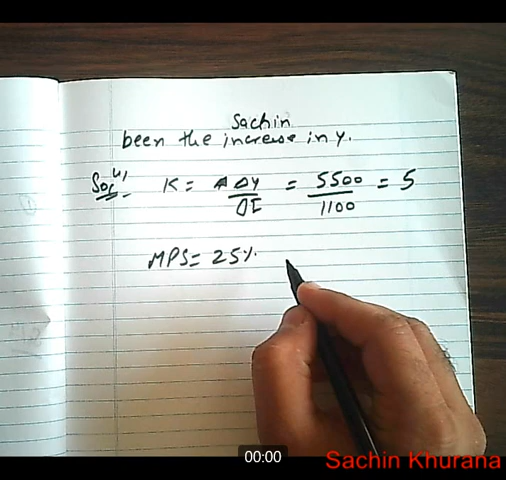 Sachin
been the increase in y.
Sol^n K = ΔY/ΔI = 5500/1100 = 5
MPS = 25%.
00:00
Sachin Khurana